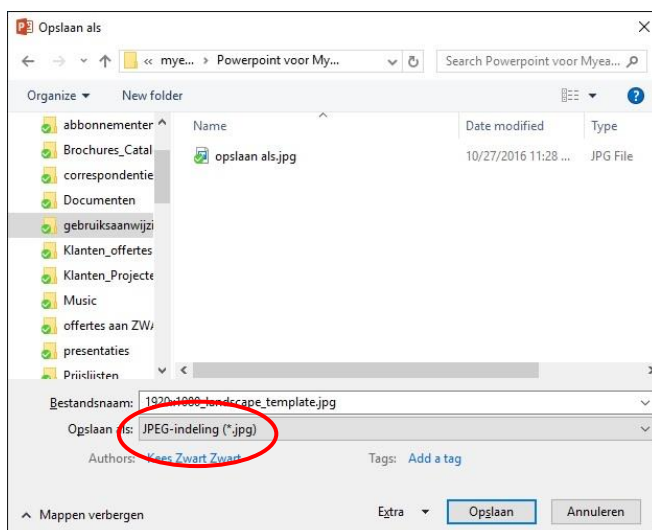 Opslaan als
« mye... > Powerpoint voor My...
Search Powerpoint voor Myea...
Organize
New folder
Name
Date modified
Type
abbonnementer
Brochures_Catal
correspondentie
Documenten
gebruiksaanwijzi
Klanten_offertes
Klanten_Projecte
Music
offertes aan ZWA
presentaties
Prijslijsten
opslaan als.jpg
10/27/2016 11:28 ...
JPG File
Bestandsnaam: 1920x1080_landscape_template.jpg
Opslaan als: JPEG-indeling (*.jpg)
Authors: Kees Zwart Zwart
Tags: Add a tag
Mappen verbergen
Extra
Opslaan
Annuleren